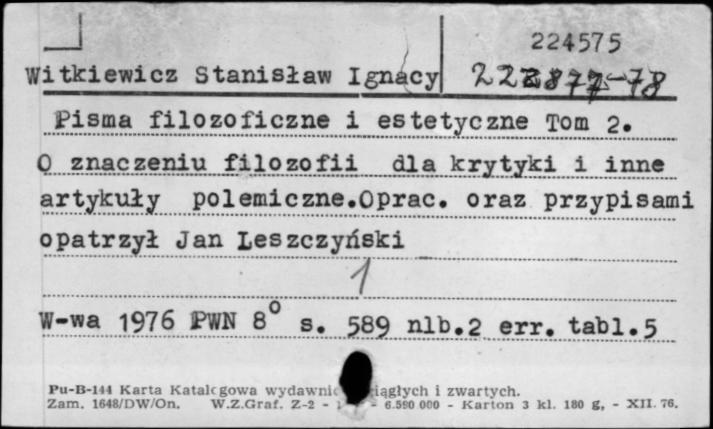 224575
Witkiewicz Stanisław Ignacy
Pisma filozoficzne i estetyczne Tom 2.
O znaczeniu filozofii dla krytyki i inne
artykuły polemiczne.Oprac. oraz przypisami
opatrzył Jan Leszczyński
1
W-wa 1976 PWN 8° s. 589 nlb.2 err. tabl.5
Pu-B-144 Karta Katalogowa wydawnic iągłych i zwartych.
Zam. 1648/DW/On. W.Z.Graf. Z-2 - 6.590 000 - Karton 3 kl. 180 g, - XII. 76.